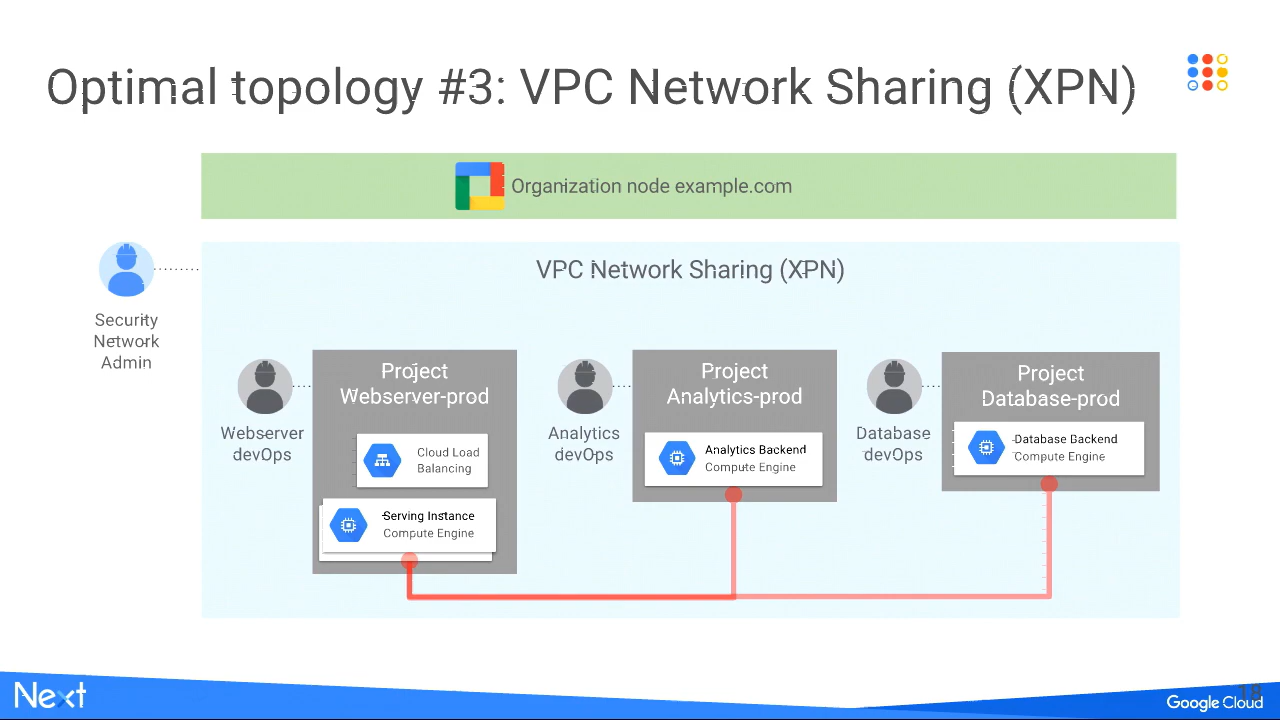 Optimal topology #3: VPC Network Sharing (XPN)
Organization node example.com
VPC Network Sharing (XPN)
Security
Network
Admin
Webserver
devOps
Project
Webserver-prod
Cloud Load
Balancing
Serving Instance
Compute Engine
Analytics
devOps
Project
Analytics-prod
Analytics Backend
Compute Engine
Database
devOps
Project
Database-prod
Database Backend
Compute Engine
Next
18
Google Cloud